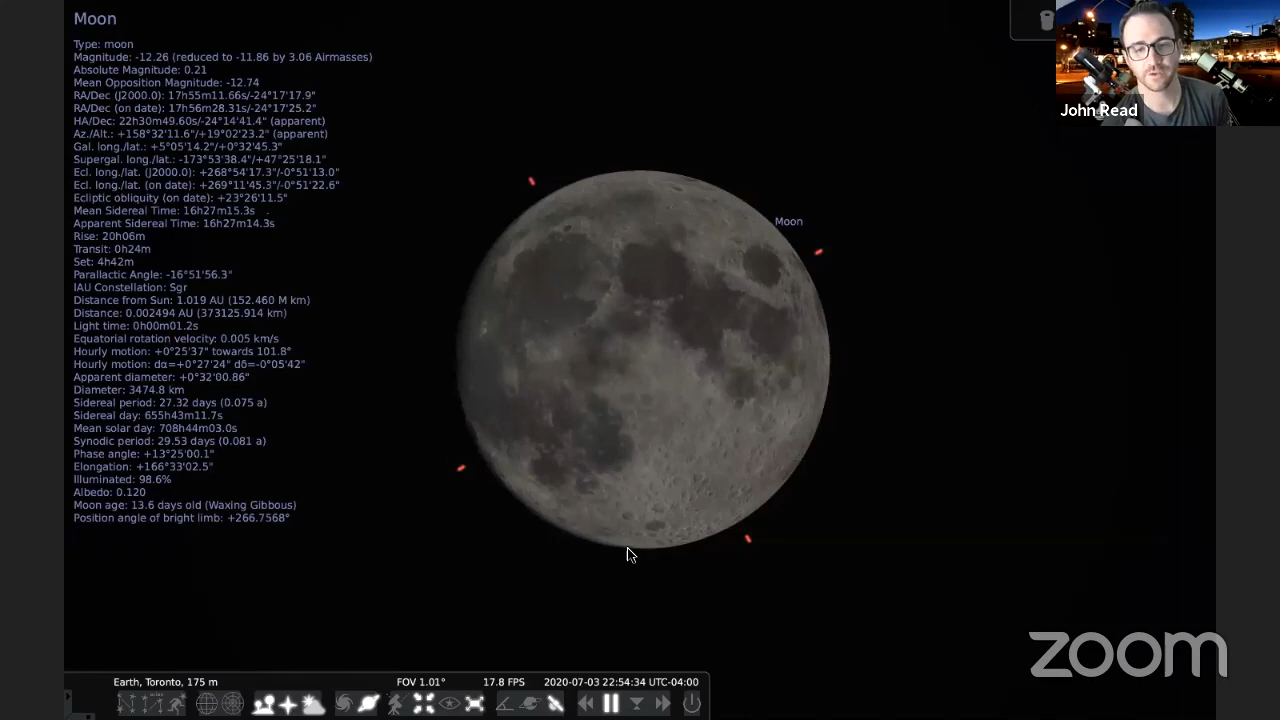 Moon
Type: moon
Magnitude: -12.26 (reduced to -11.86 by 3.06 Airmasses)
Absolute Magnitude: 0.21
Mean Opposition Magnitude: -12.74
RA/Dec (J2000.0): 17h55m11.66s/-24°17'17.9"
RA/Dec (on date): 17h56m28.31s/-24°17'25.2"
HA/Dec: 22h30m49.60s/-24°14'41.4" (apparent)
Az./Alt.: +158°32'11.6"/+19°02'23.2" (apparent)
Gal. long./lat.: +5°05'14.2"/+0°32'45.3"
Supergal. long./lat.: -173°53'38.4"/+47°25'18.1"
Ecl. long./lat. (J2000.0): +268°54'17.3"/-0°51'13.0"
Ecl. long./lat. (on date): +269°11'45.3"/-0°51'22.6"
Ecliptic obliquity (on date): +23°26'11.5"
Mean Sidereal Time: 16h27m15.3s
Apparent Sidereal Time: 16h27m14.3s
Rise: 20h06m
Transit: 0h24m
Set: 4h42m
Parallactic Angle: -16°51'56.3"
IAU Constellation: Sgr
Distance from Sun: 1.019 AU (152.460 M km)
Distance: 0.002494 AU (373125.914 km)
Light time: 0h00m01.2s
Equatorial rotation velocity: 0.005 km/s
Hourly motion: +0°25'37" towards 101.8°
Hourly motion: dα=+0°27'24" dδ=-0°05'42"
Apparent diameter: +0°32'00.86"
Diameter: 3474.8 km
Sidereal period: 27.32 days (0.075 a)
Sidereal day: 655h43m11.7s
Mean solar day: 708h44m03.0s
Synodic period: 29.53 days (0.081 a)
Phase angle: +13°25'00.1"
Elongation: +166°33'02.5"
Illuminated: 98.6%
Albedo: 0.120
Moon age: 13.6 days old (Waxing Gibbous)
Position angle of bright limb: +266.7568°
Moon
John Read
zoom
Earth, Toronto, 175 m FOV 1.01° 17.8 FPS 2020-07-03 22:54:34 UTC-04:00